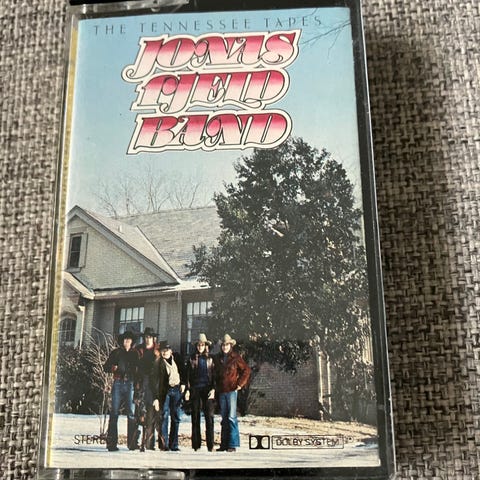 THE TENNESSEE TAPES
JONAS
FJELD
BAND
STEREO
DOLBY SYSTEM